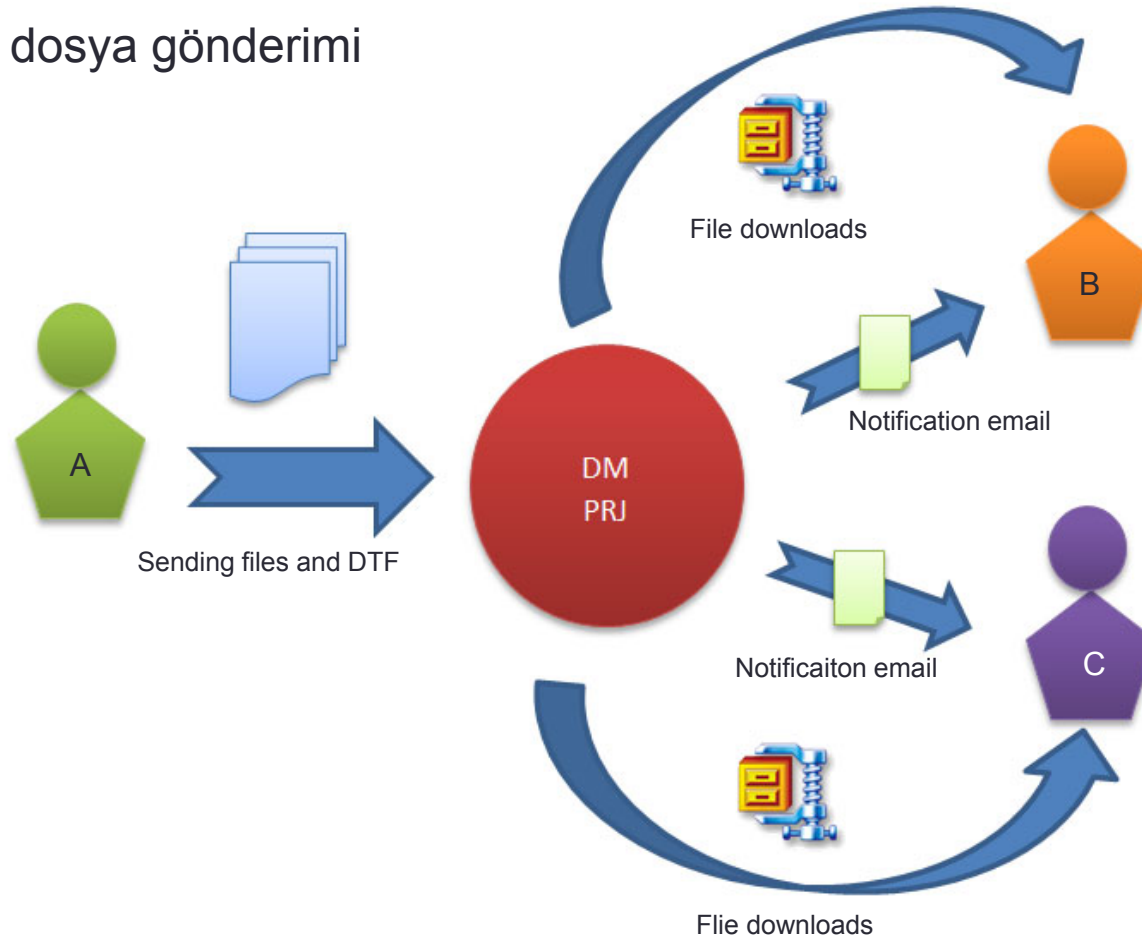 dosya gönderimi
File downloads
B
Notification email
A
DM
PRJ
Sending files and DTF
Notificaiton email
C
Flie downloads